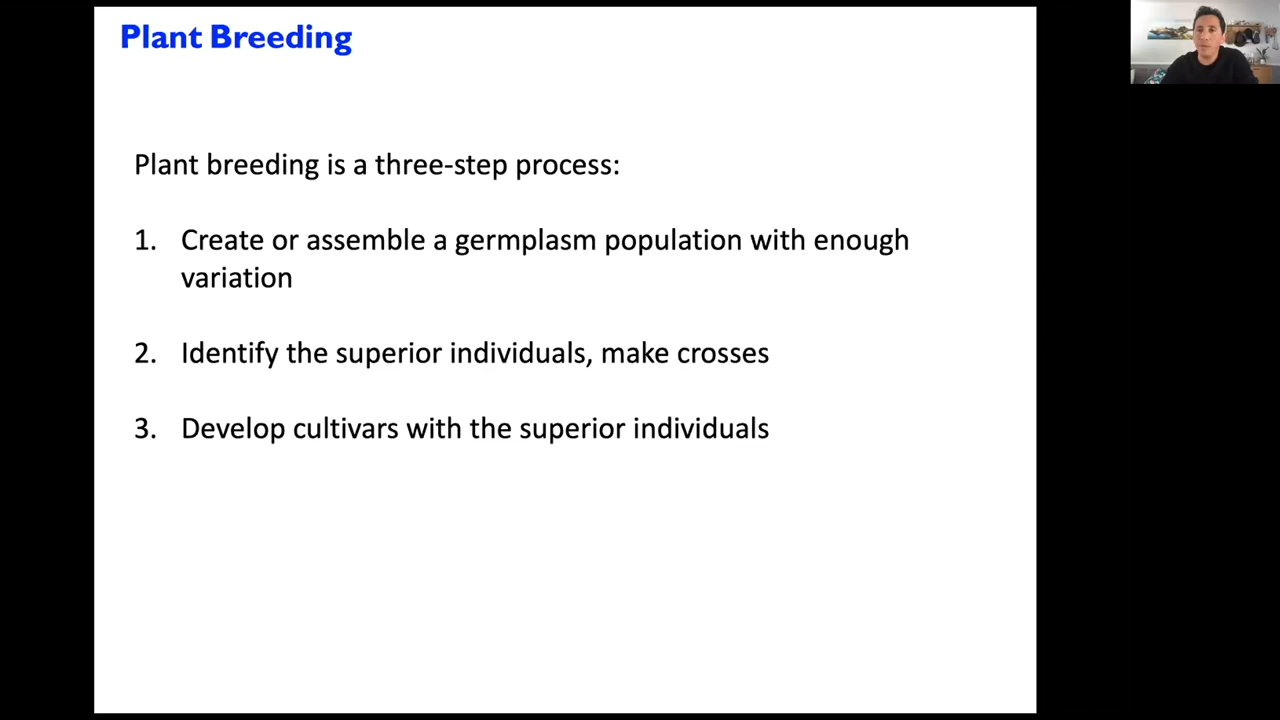 Plant Breeding
Plant breeding is a three-step process:
1. Create or assemble a germplasm population with enough
variation
2. Identify the superior individuals, make crosses
3. Develop cultivars with the superior individuals